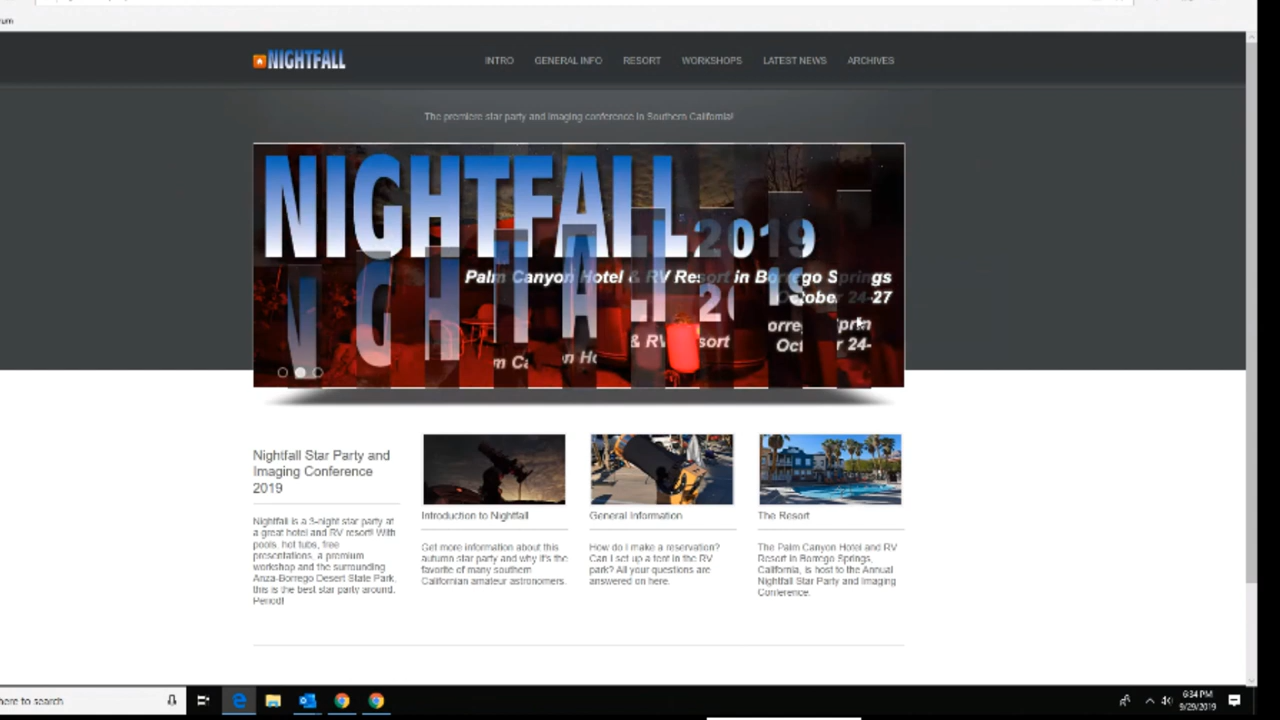 rum
NIGHTFALL
INTRO GENERAL INFO RESORT WORKSHOPS LATEST NEWS ARCHIVES
The premiere star party and imaging conference in Southern California!
NIGHTFALL 2019
Palm Canyon Hotel & RV Resort in Borrego Springs
October 24-27
Nightfall Star Party and
Imaging Conference
2019
Nightfall is a 3-night star party at
a great hotel and RV resort! With
pools, hot tubs, free
presentations, a premium
workshop and the surrounding
Anza-Borrego Desert State Park,
this is the best star party around.
Period!
Introduction to Nightfall
Get more information about this
autumn star party and why it's the
favorite of many southern
Californian amateur astronomers.
General Information
How do I make a reservation?
Can I set up a tent in the RV
park? All your questions are
answered on here.
The Resort
The Palm Canyon Hotel and RV
Resort in Borrego Springs,
California, is host to the Annual
Nightfall Star Party and Imaging
Conference.
here to search
6:34 PM
9/29/2019